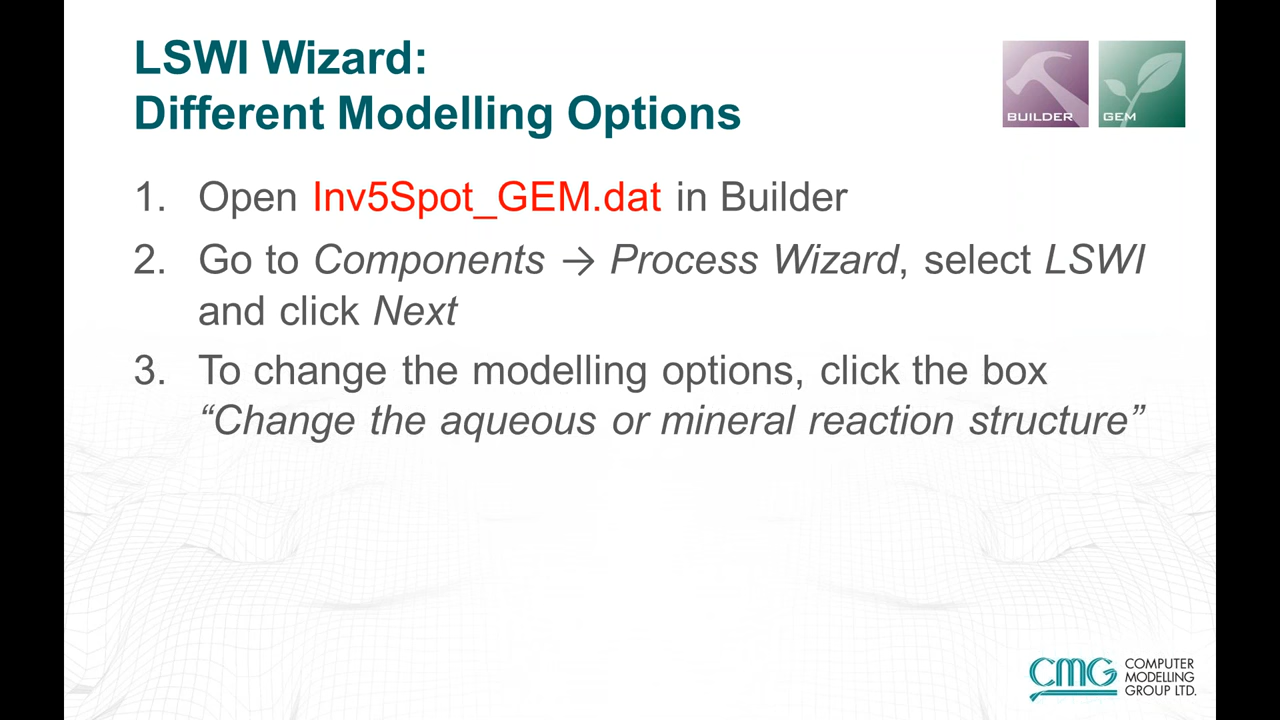 LSWI Wizard:
Different Modelling Options
BUILDER
GEM
1. Open Inv5Spot_GEM.dat in Builder
2. Go to Components → Process Wizard, select LSWI
and click Next
3. To change the modelling options, click the box
“Change the aqueous or mineral reaction structure”
CMG
COMPUTER
MODELLING
GROUP LTD.